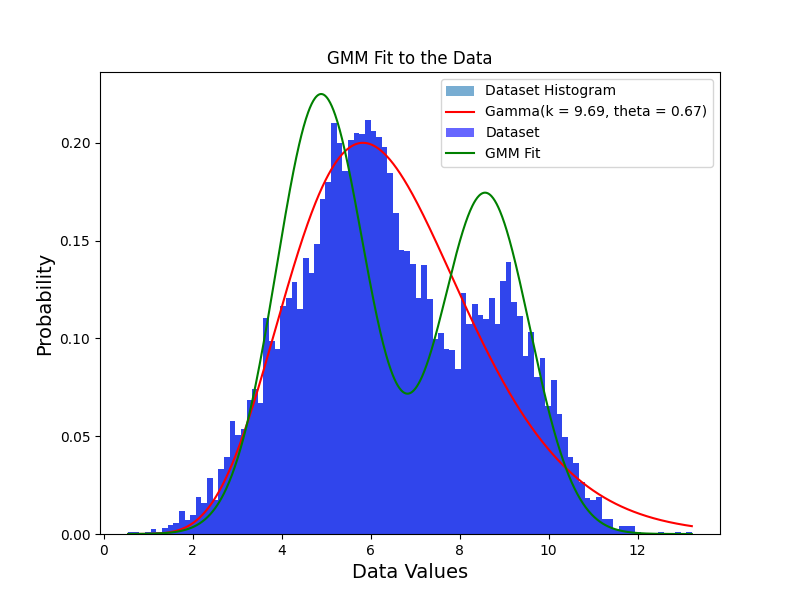 GMM Fit to the Data
Dataset Histogram
Gamma(k = 9.69, theta = 0.67)
Dataset
GMM Fit
0.20
0.15
0.10
0.05
0.00
Probability
0 2 4 6 8 10 12
Data Values